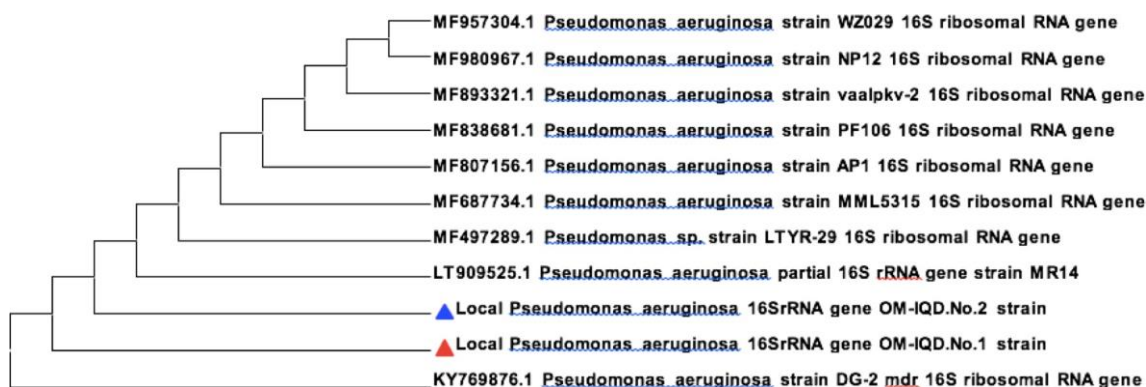 MF957304.1 Pseudomonas aeruginosa strain WZ029 16S ribosomal RNA gene
MF980967.1 Pseudomonas aeruginosa strain NP12 16S ribosomal RNA gene
MF893321.1 Pseudomonas aeruginosa strain vaalpkv-2 16S ribosomal RNA gene
MF838681.1 Pseudomonas aeruginosa strain PF106 16S ribosomal RNA gene
MF807156.1 Pseudomonas aeruginosa strain AP1 16S ribosomal RNA gene
MF687734.1 Pseudomonas aeruginosa strain MML5315 16S ribosomal RNA gene
MF497289.1 Pseudomonas sp. strain LTYR-29 16S ribosomal RNA gene
LT909525.1 Pseudomonas aeruginosa partial 16S rRNA gene strain MR14
Local Pseudomonas aeruginosa 16SrRNA gene OM-IQD.No.2 strain
Local Pseudomonas aeruginosa 16SrRNA gene OM-IQD.No.1 strain
KY769876.1 Pseudomonas aeruginosa strain DG-2 mdr 16S ribosomal RNA gene